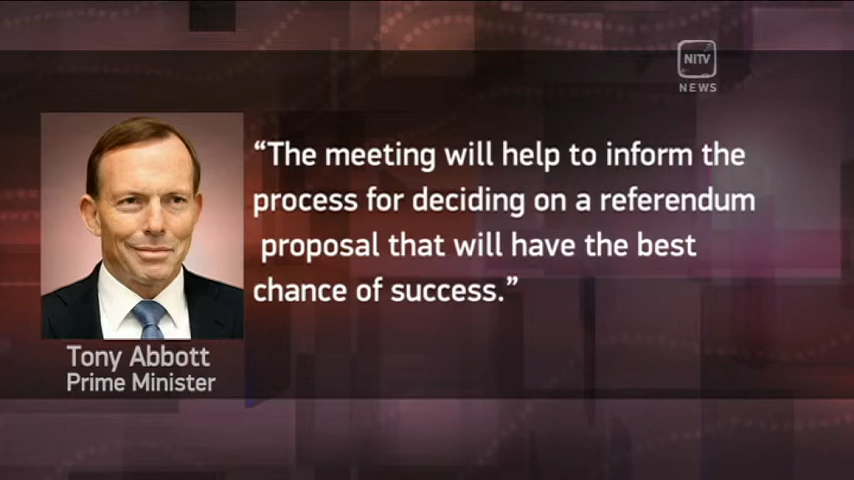 NITV
NEWS
“The meeting will help to inform the
process for deciding on a referendum
proposal that will have the best
chance of success.”
Tony Abbott
Prime Minister